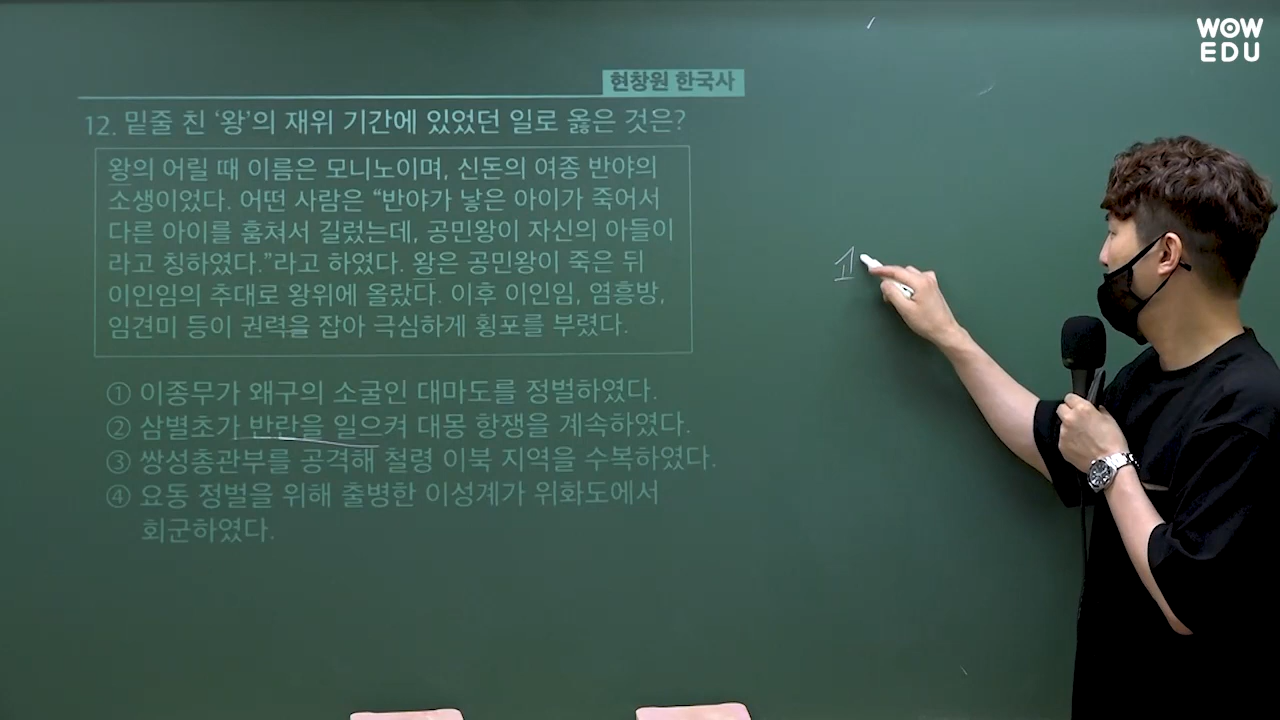 WOW
EDU
현창원 한국사
12. 밑줄 친 ‘왕’의 재위 기간에 있었던 일로 옳은 것은?
왕의 어릴 때 이름은 모니노이며, 신돈의 여종 반야의
소생이었다. 어떤 사람은 “반야가 낳은 아이가 죽어서
다른 아이를 훔쳐서 길렀는데, 공민왕이 자신의 아들이
라고 칭하였다.”라고 하였다. 왕은 공민왕이 죽은 뒤
이인임의 추대로 왕위에 올랐다. 이후 이인임, 염흥방,
임견미 등이 권력을 잡아 극심하게 횡포를 부렸다.
① 이종무가 왜구의 소굴인 대마도를 정벌하였다.
② 삼별초가 반란을 일으켜 대몽 항쟁을 계속하였다.
③ 쌍성총관부를 공격해 철령 이북 지역을 수복하였다.
④ 요동 정벌을 위해 출병한 이성계가 위화도에서
회군하였다.
1